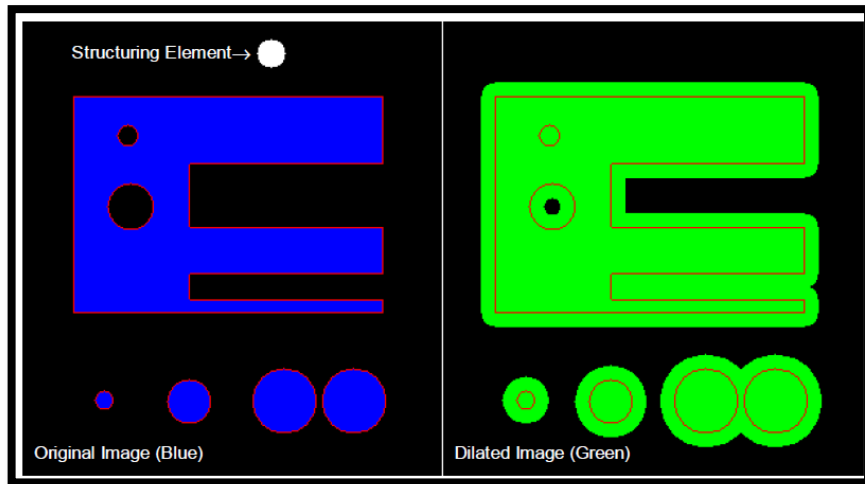 Structuring Element→
Original Image (Blue)
Dilated Image (Green)